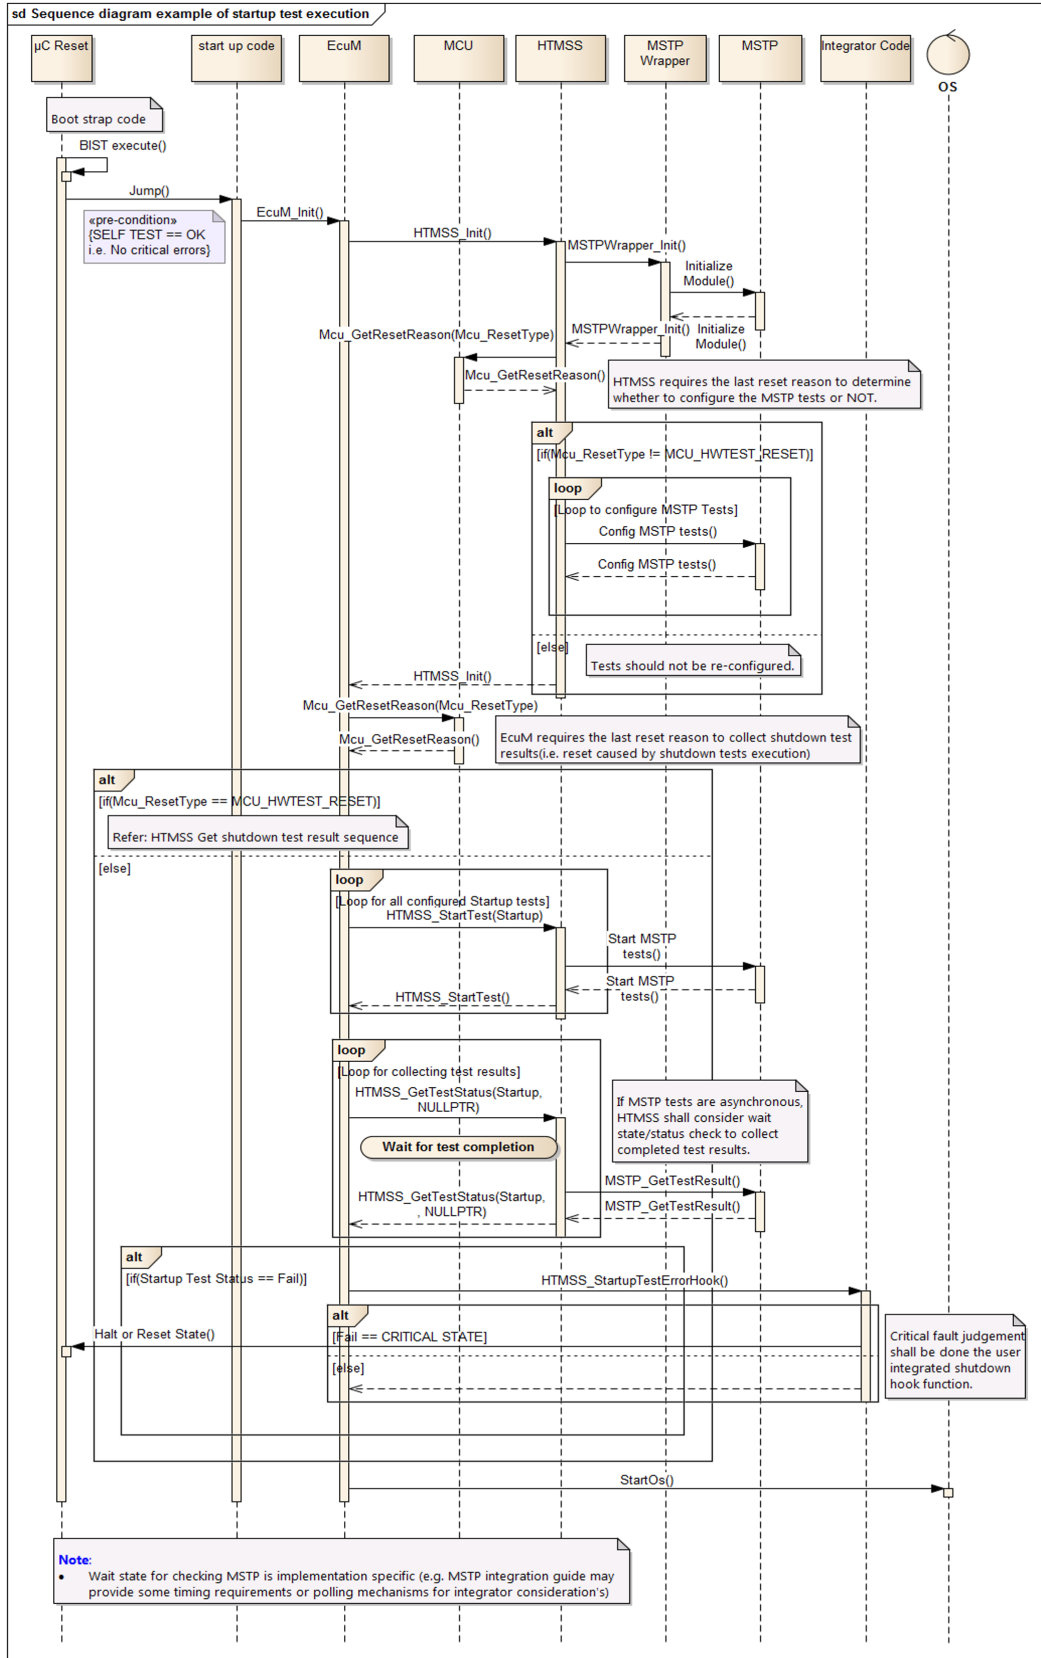 sd Sequence diagram example of startup test execution
µC Reset
start up code
EcuM
MCU
HTMSS
MSTP
Wrapper
MSTP
Integrator Code
OS
Boot strap code
BIST execute()
Jump()
«pre-condition»
{SELF TEST == OK
i.e. No critical errors}
EcuM_Init()
HTMSS_Init()
MSTPWrapper_Init()
Initialize
Module()
MSTPWrapper_Init()
Initialize
Module()
Mcu_GetResetReason(Mcu_ResetType)
Mcu_GetResetReason()
HTMSS requires the last reset reason to determine
whether to configure the MSTP tests or NOT.
alt
[if(Mcu_ResetType != MCU_HWTEST_RESET)]
loop
[Loop to configure MSTP Tests]
Config MSTP tests()
Config MSTP tests()
[else]
Tests should not be re-configured.
HTMSS_Init()
Mcu_GetResetReason(Mcu_ResetType)
Mcu_GetResetReason()
EcuM requires the last reset reason to collect shutdown test
results(i.e. reset caused by shutdown tests execution)
alt
[if(Mcu_ResetType == MCU_HWTEST_RESET)]
Refer: HTMSS Get shutdown test result sequence
[else]
loop
[Loop for all configured Startup tests]
HTMSS_StartTest(Startup)
Start MSTP
tests()
Start MSTP
tests()
HTMSS_StartTest()
loop
[Loop for collecting test results]
HTMSS_GetTestStatus(Startup,
NULLPTR)
If MSTP tests are asynchronous,
HTMSS shall consider wait
state/status check to collect
completed test results.
Wait for test completion
MSTP_GetTestResult()
MSTP_GetTestResult()
HTMSS_GetTestStatus(Startup,
, NULLPTR)
alt
[if(Startup Test Status == Fail)]
HTMSS_StartupTestErrorHook()
alt
[Fail == CRITICAL STATE]
Halt or Reset State()
[else]
Critical fault judgement
shall be done the user
integrated shutdown
hook function.
StartOs()
Note:
• Wait state for checking MSTP is implementation specific (e.g. MSTP integration guide may
provide some timing requirements or polling mechanisms for integrator consideration's)